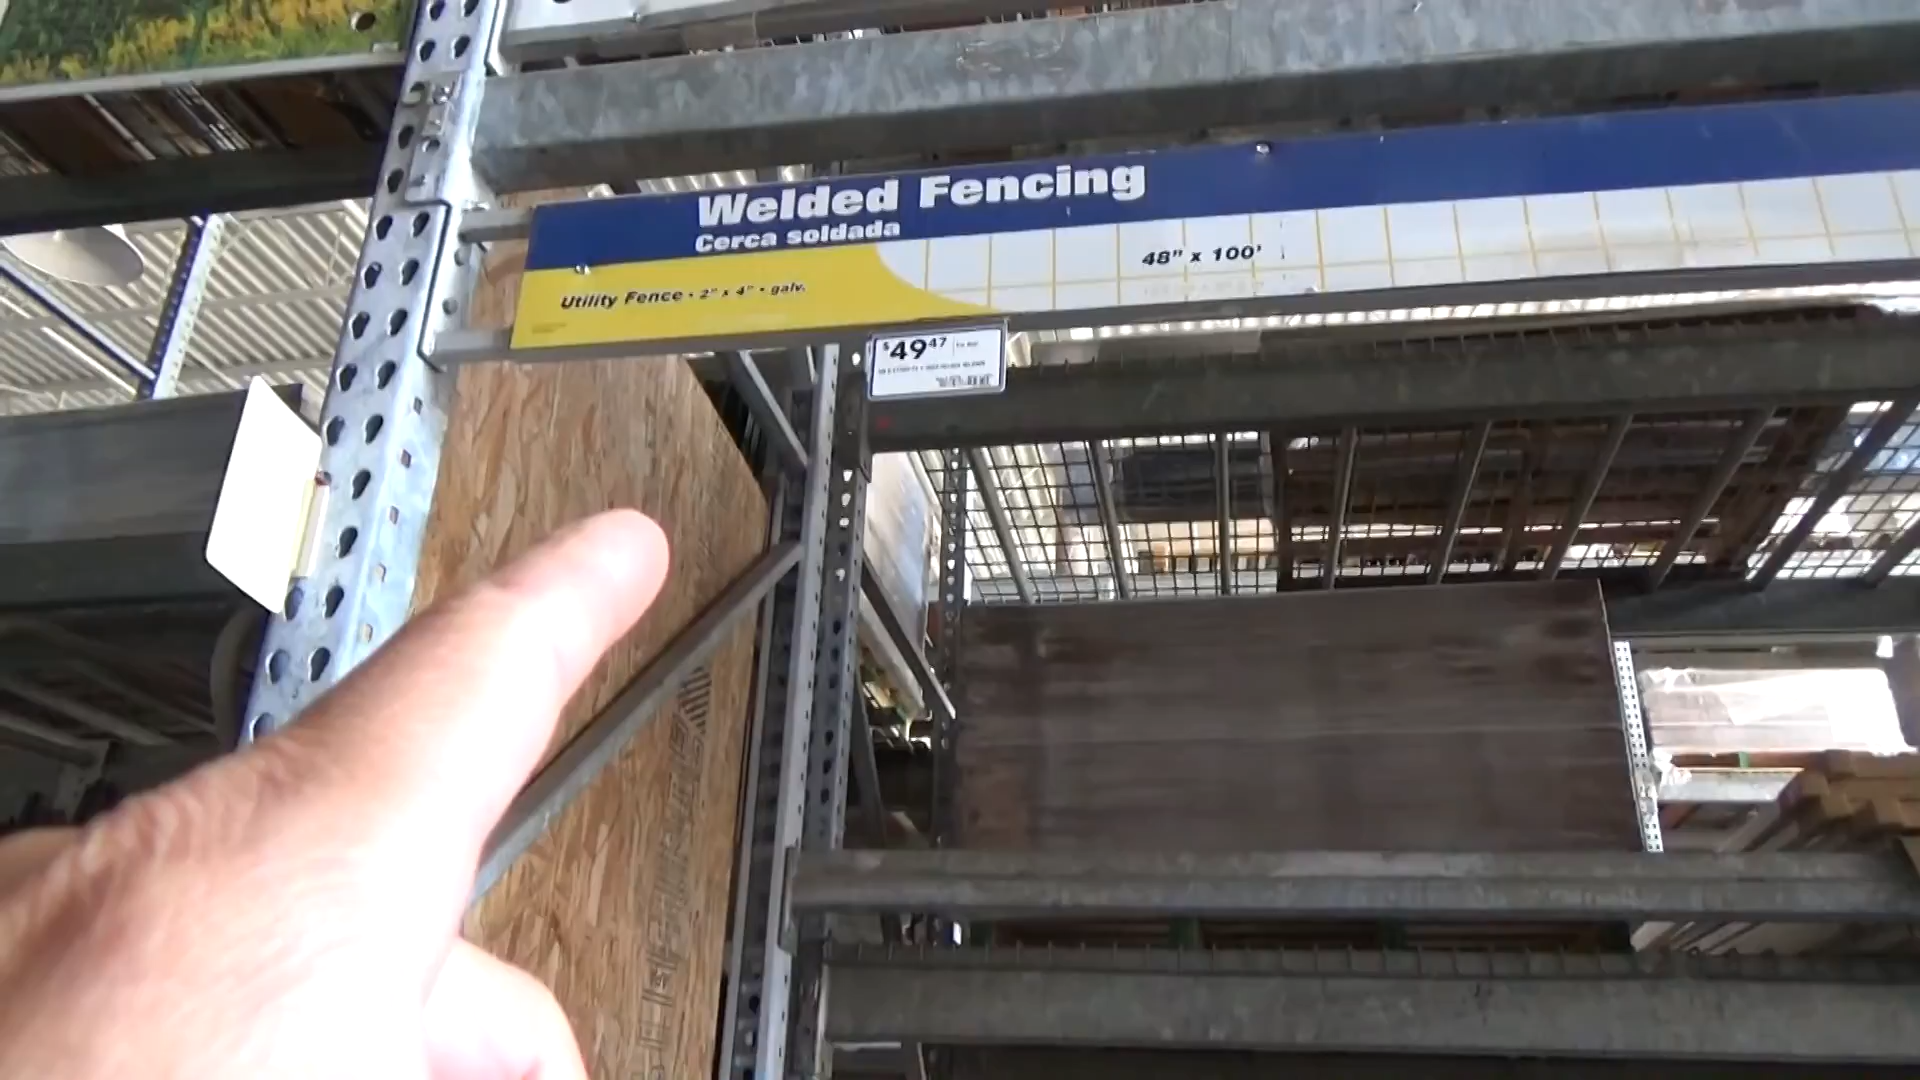 Welded Fencing
Cerca soldada
48" x 100'
Utility Fence • 2" x 4" • galv.
$49 47